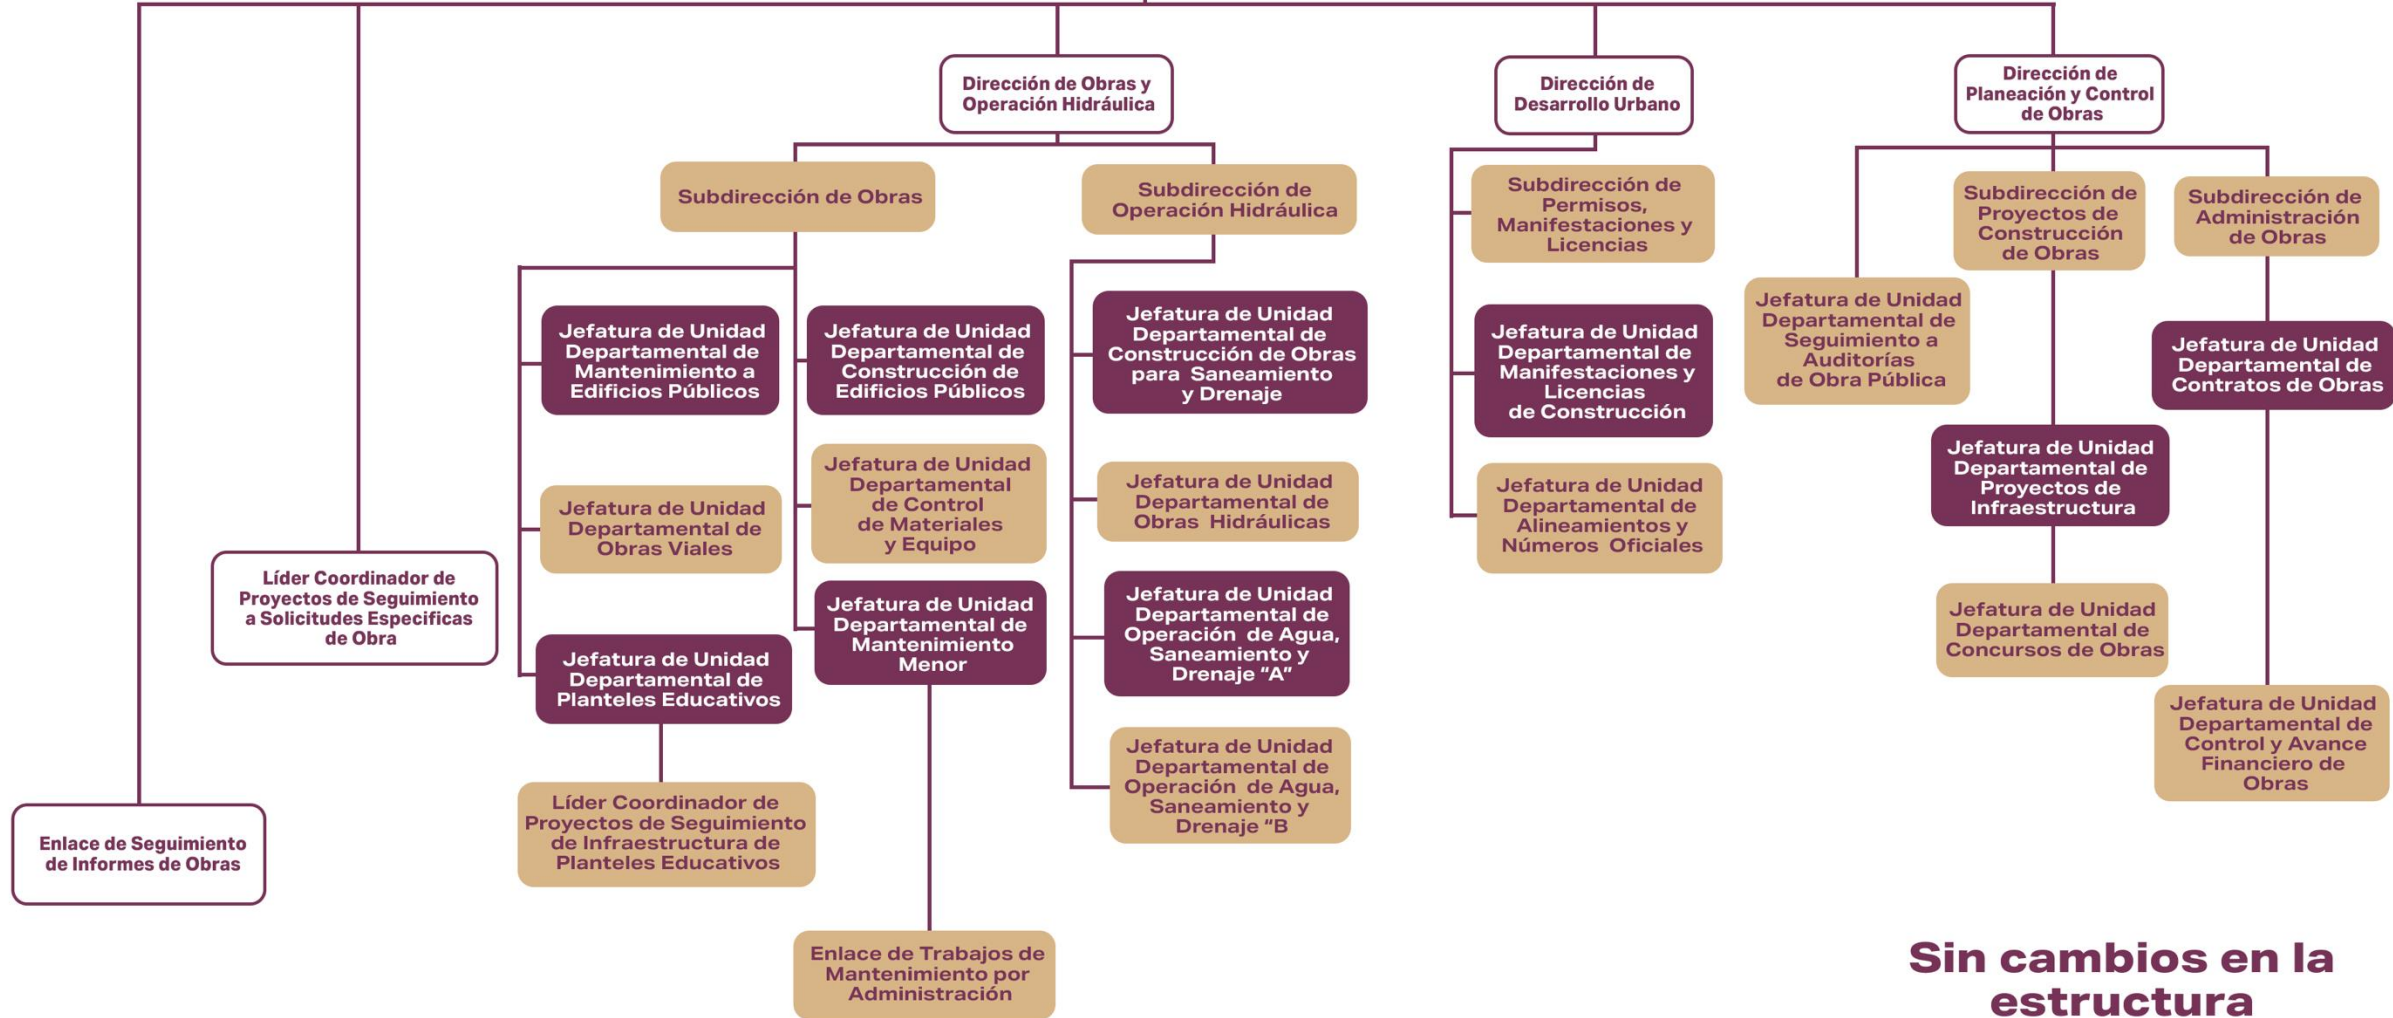 Dirección de Obras y
Operación Hidráulica
Dirección de
Desarrollo Urbano
Dirección de
Planeación y Control
de Obras
Subdirección de Obras
Subdirección de
Operación Hidráulica
Subdirección de
Permisos,
Manifestaciones y
Licencias
Subdirección de
Proyectos de
Construcción
de Obras
Subdirección de
Administración
de Obras
Jefatura de Unidad
Departamental de
Seguimiento a
Auditorías
de Obra Pública
Jefatura de Unidad
Departamental de
Mantenimiento a
Edificios Públicos
Jefatura de Unidad
Departamental de
Construcción de
Edificios Públicos
Jefatura de Unidad
Departamental de
Construcción de Obras
para Saneamiento
y Drenaje
Jefatura de Unidad
Departamental de
Manifestaciones y
Licencias
de Construcción
Jefatura de Unidad
Departamental de
Contratos de Obras
Jefatura de Unidad
Departamental de
Proyectos de
Infraestructura
Jefatura de Unidad
Departamental de
Obras Viales
Jefatura de Unidad
Departamental
de Control
de Materiales
y Equipo
Jefatura de Unidad
Departamental de
Obras Hidráulicas
Jefatura de Unidad
Departamental de
Alineamientos y
Números Oficiales
Líder Coordinador de
Proyectos de Seguimiento
a Solicitudes Especificas
de Obra
Jefatura de Unidad
Departamental de
Planteles Educativos
Jefatura de Unidad
Departamental de
Mantenimiento
Menor
Jefatura de Unidad
Departamental de
Operación de Agua,
Saneamiento y
Drenaje “A”
Jefatura de Unidad
Departamental de
Concursos de Obras
Jefatura de Unidad
Departamental de
Control y Avance
Financiero de
Obras
Jefatura de Unidad
Departamental de
Operación de Agua,
Saneamiento y
Drenaje “B
Líder Coordinador de
Proyectos de Seguimiento
de Infraestructura de
Planteles Educativos
Enlace de Seguimiento
de Informes de Obras
Enlace de Trabajos de
Mantenimiento por
Administración
Sin cambios en la
estructura